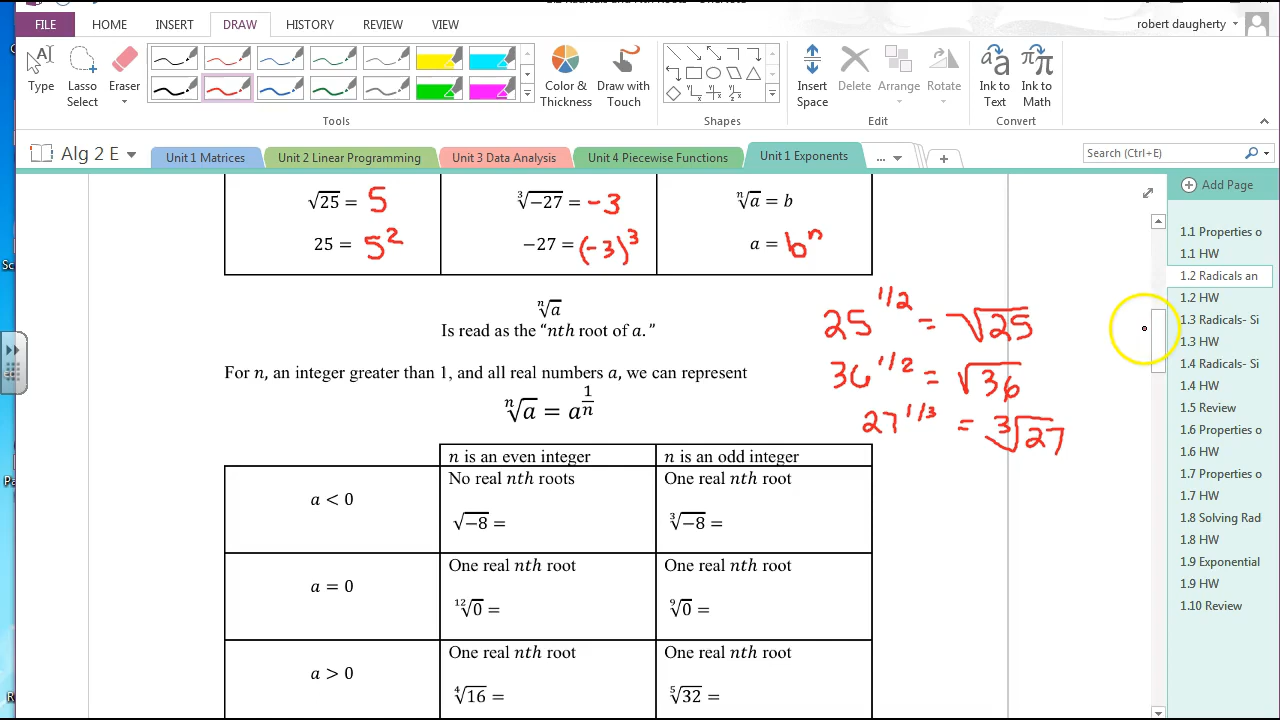 FILE HOME INSERT DRAW HISTORY REVIEW VIEW robert daugherty
Type Lasso Select Eraser Color & Thickness Draw with Touch Insert Space Delete Arrange Rotate Ink to Text Ink to Math
Tools Shapes Edit Convert
Alg 2 E Unit 1 Matrices Unit 2 Linear Programming Unit 3 Data Analysis Unit 4 Piecewise Functions Unit 1 Exponents ... Search (Ctrl+E)
Add Page
√25 = 5 ∛−27 = −3 ⁿ√a = b
25 = 5² −27 = (−3)³ a = bⁿ
ⁿ√a
Is read as the “nth root of a.”
25^1/2 = √25
36^1/2 = √36
27^1/3 = ³√27
For n, an integer greater than 1, and all real numbers a, we can represent
ⁿ√a = a^(1/n)
n is an even integer n is an odd integer
a < 0 No real nth roots One real nth root
√−8 = ³√−8 =
a = 0 One real nth root One real nth root
¹²√0 = ⁹√0 =
a > 0 One real nth root One real nth root
⁴√16 = ⁵√32 =
1.1 Properties o
1.1 HW
1.2 Radicals an
1.2 HW
1.3 Radicals- Si
1.3 HW
1.4 Radicals- Si
1.4 HW
1.5 Review
1.6 Properties o
1.6 HW
1.7 Properties o
1.7 HW
1.8 Solving Rad
1.8 HW
1.9 Exponential
1.9 HW
1.10 Review